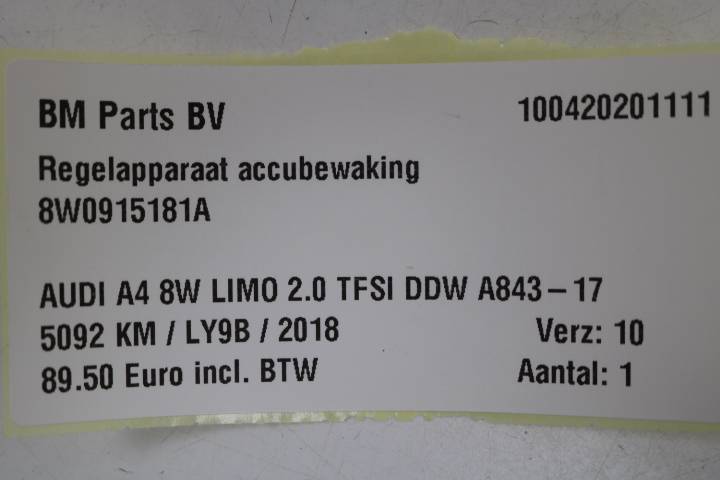 BM Parts BV 100420201111
Regelapparaat accubewaking
8W0915181A
AUDI A4 8W LIMO 2.0 TFSI DDW A843-17
5092 KM / LY9B / 2018 Verz: 10
89.50 Euro incl. BTW Aantal: 1